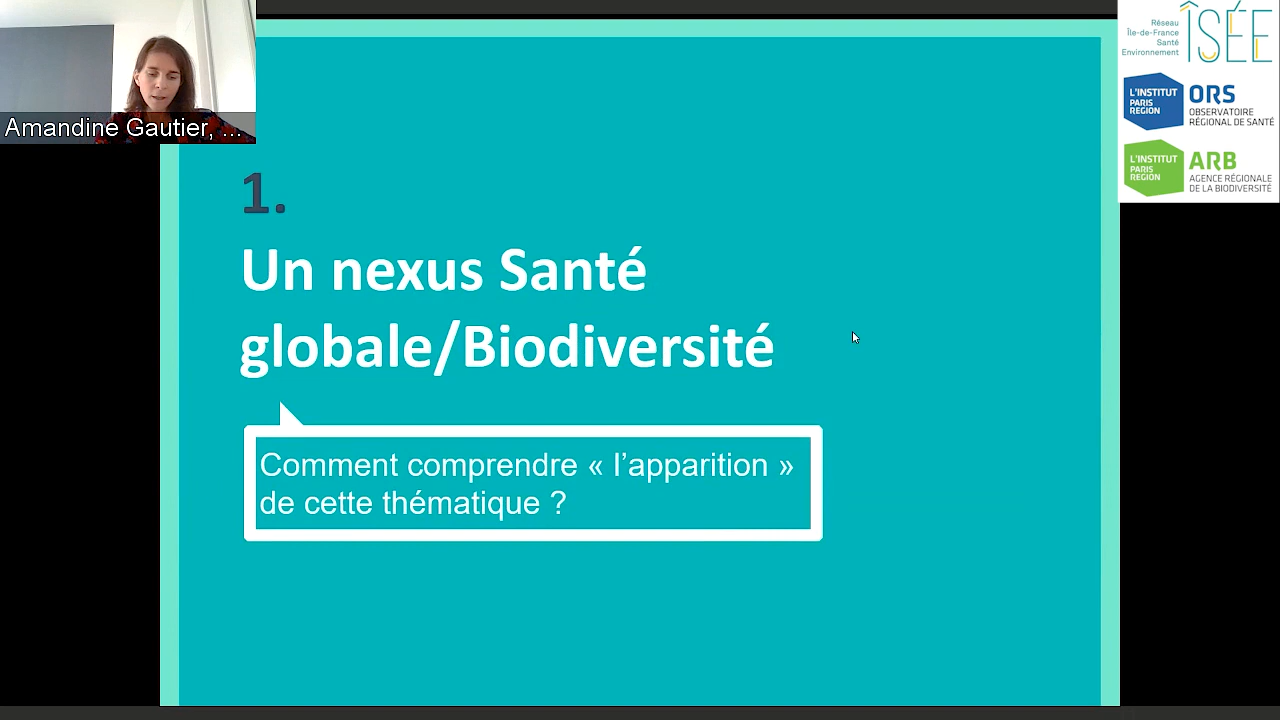 Amandine Gautier, ...
Réseau
Île-de-France
Santé
Environnement
ÎSÉE
L'INSTITUT
PARIS
REGION
ORS
OBSERVATOIRE
RÉGIONAL DE SANTÉ
L'INSTITUT
PARIS
REGION
ARB
AGENCE RÉGIONALE
DE LA BIODIVERSITÉ
1.
Un nexus Santé
globale/Biodiversité
Comment comprendre « l’apparition »
de cette thématique ?